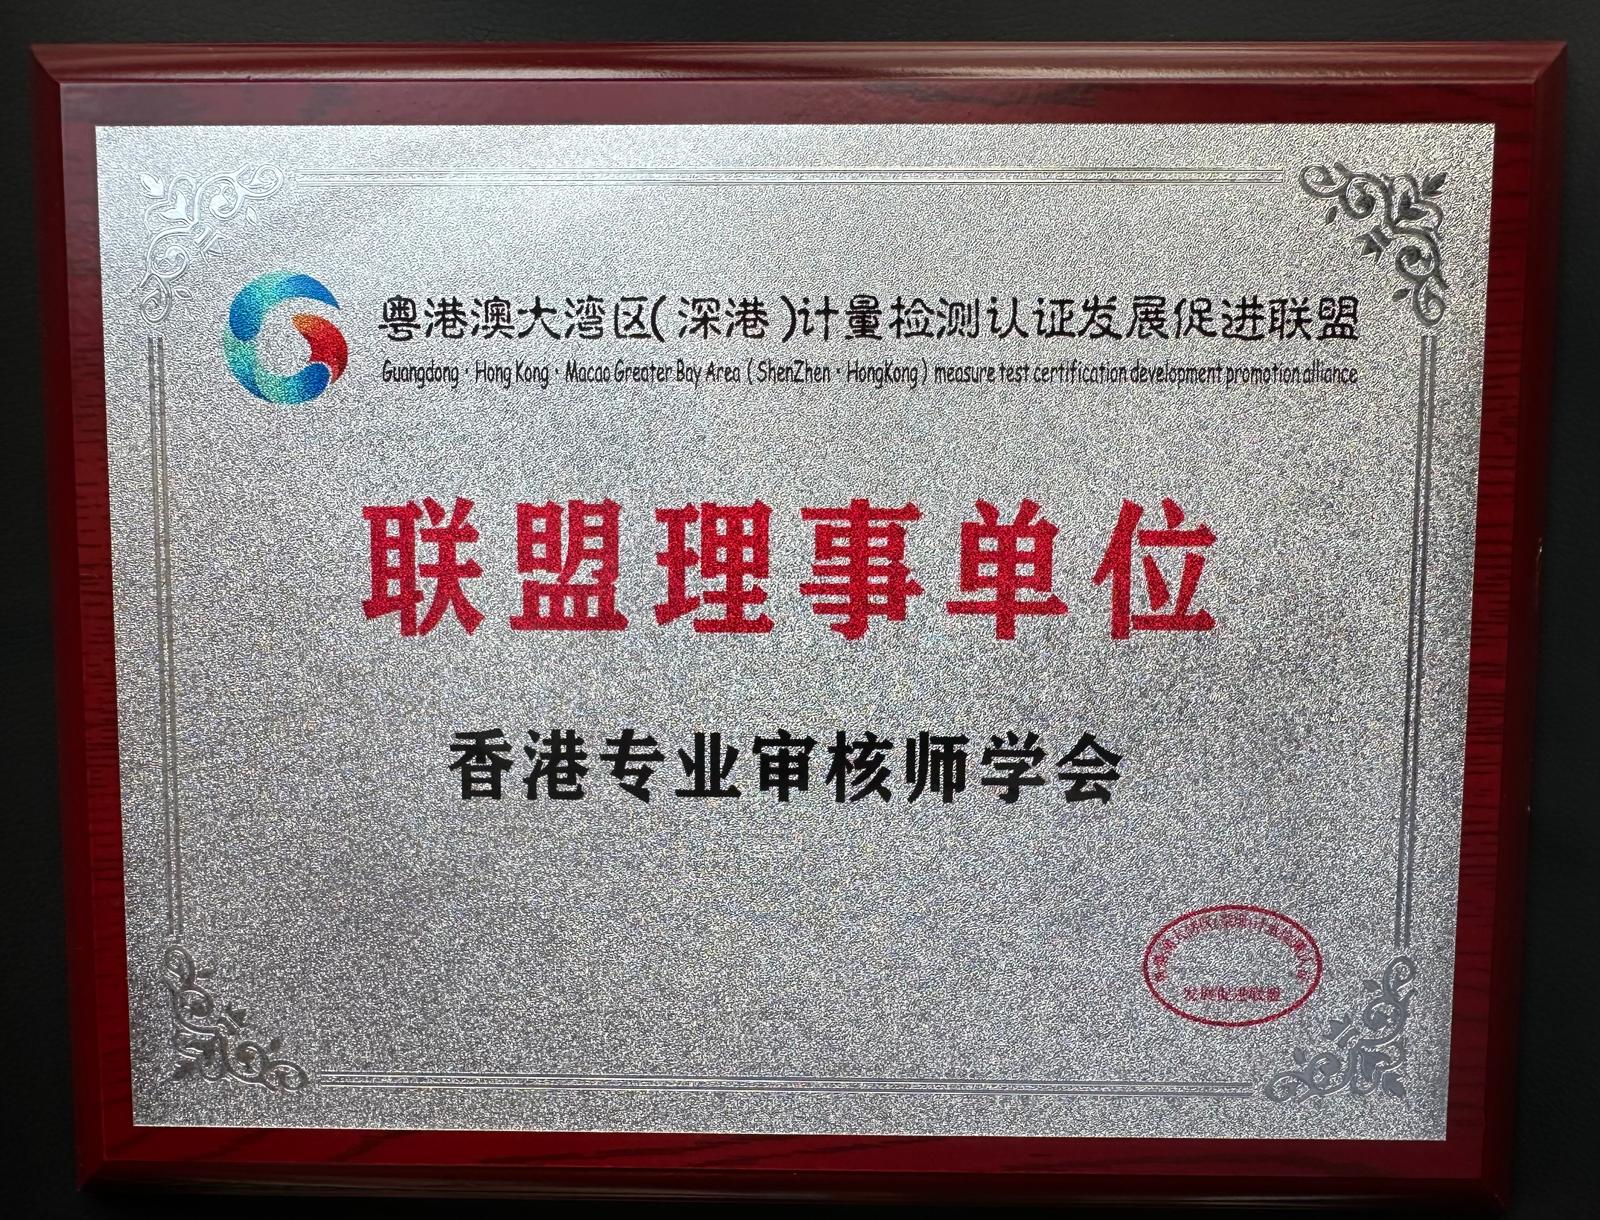 粤港澳大湾区(深港)计量检测认证发展促进联盟
Guangdong · Hong Kong · Macao Greater Bay Area ( ShenZhen · HongKong ) measure test certification development promotion alliance
联盟理事单位
香港专业审核师学会
发展促进联盟